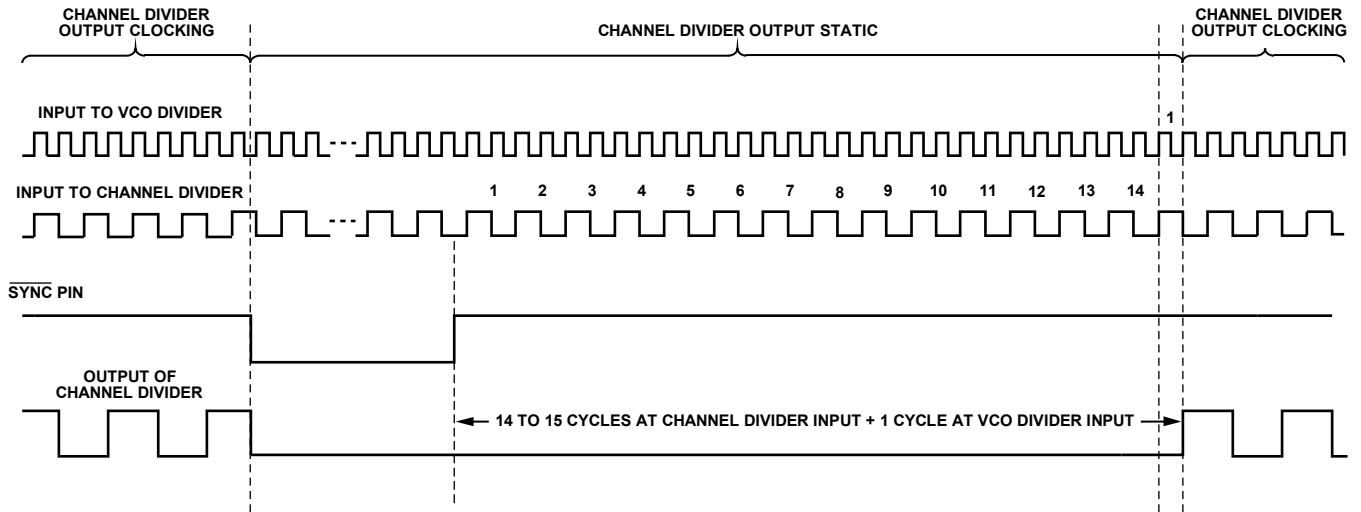 CHANNEL DIVIDER
OUTPUT CLOCKING
CHANNEL DIVIDER OUTPUT STATIC
CHANNEL DIVIDER
OUTPUT CLOCKING
INPUT TO VCO DIVIDER
1
INPUT TO CHANNEL DIVIDER
1 2 3 4 5 6 7 8 9 10 11 12 13 14
SYNC PIN
OUTPUT OF
CHANNEL DIVIDER
14 TO 15 CYCLES AT CHANNEL DIVIDER INPUT + 1 CYCLE AT VCO DIVIDER INPUT